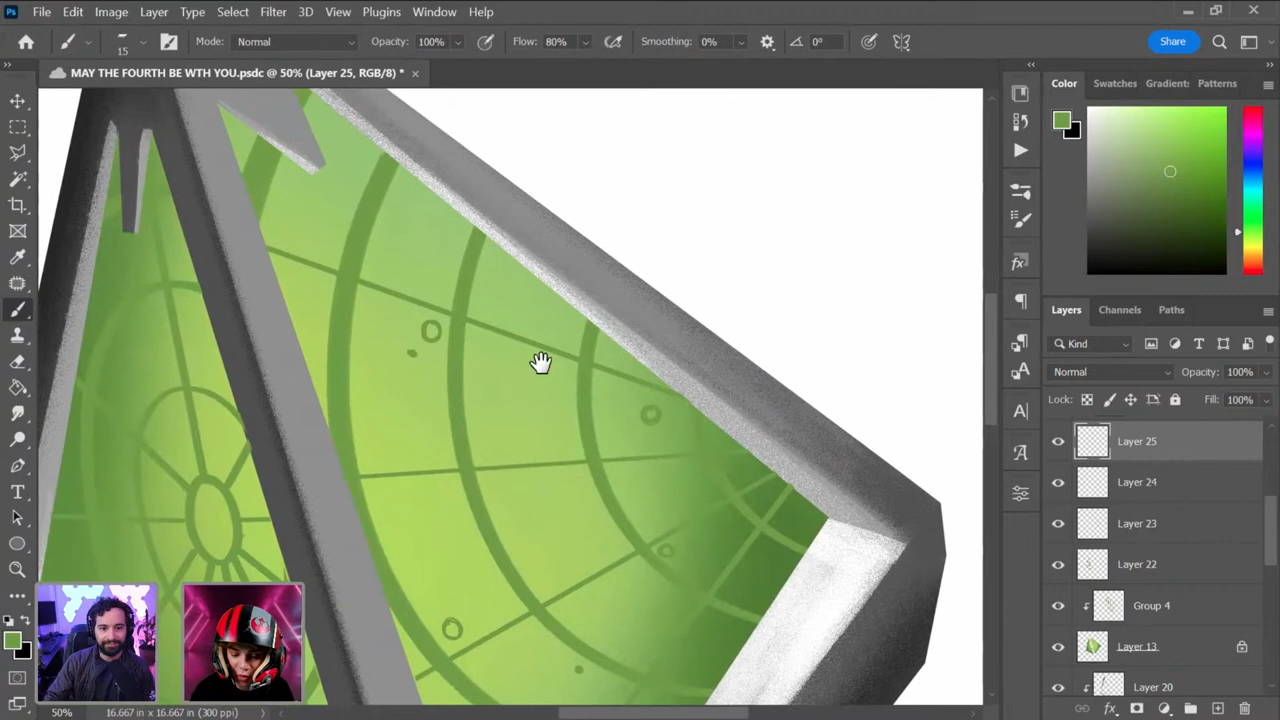 Ps File Edit Image Layer Type Select Filter 3D View Plugins Window Help
15 Mode: Normal Opacity: 100% Flow: 80% Smoothing: 0% 0° Share
MAY THE FOURTH BE WTH YOU.psdc @ 50% (Layer 25, RGB/8) *
Color Swatches Gradient: Patterns
Layers Channels Paths
Kind
Normal Opacity: 100%
Lock: Fill: 100%
Layer 25
Layer 24
Layer 23
Layer 22
Group 4
Layer 13
Layer 20
50% 16.667 in x 16.667 in (300 ppi)